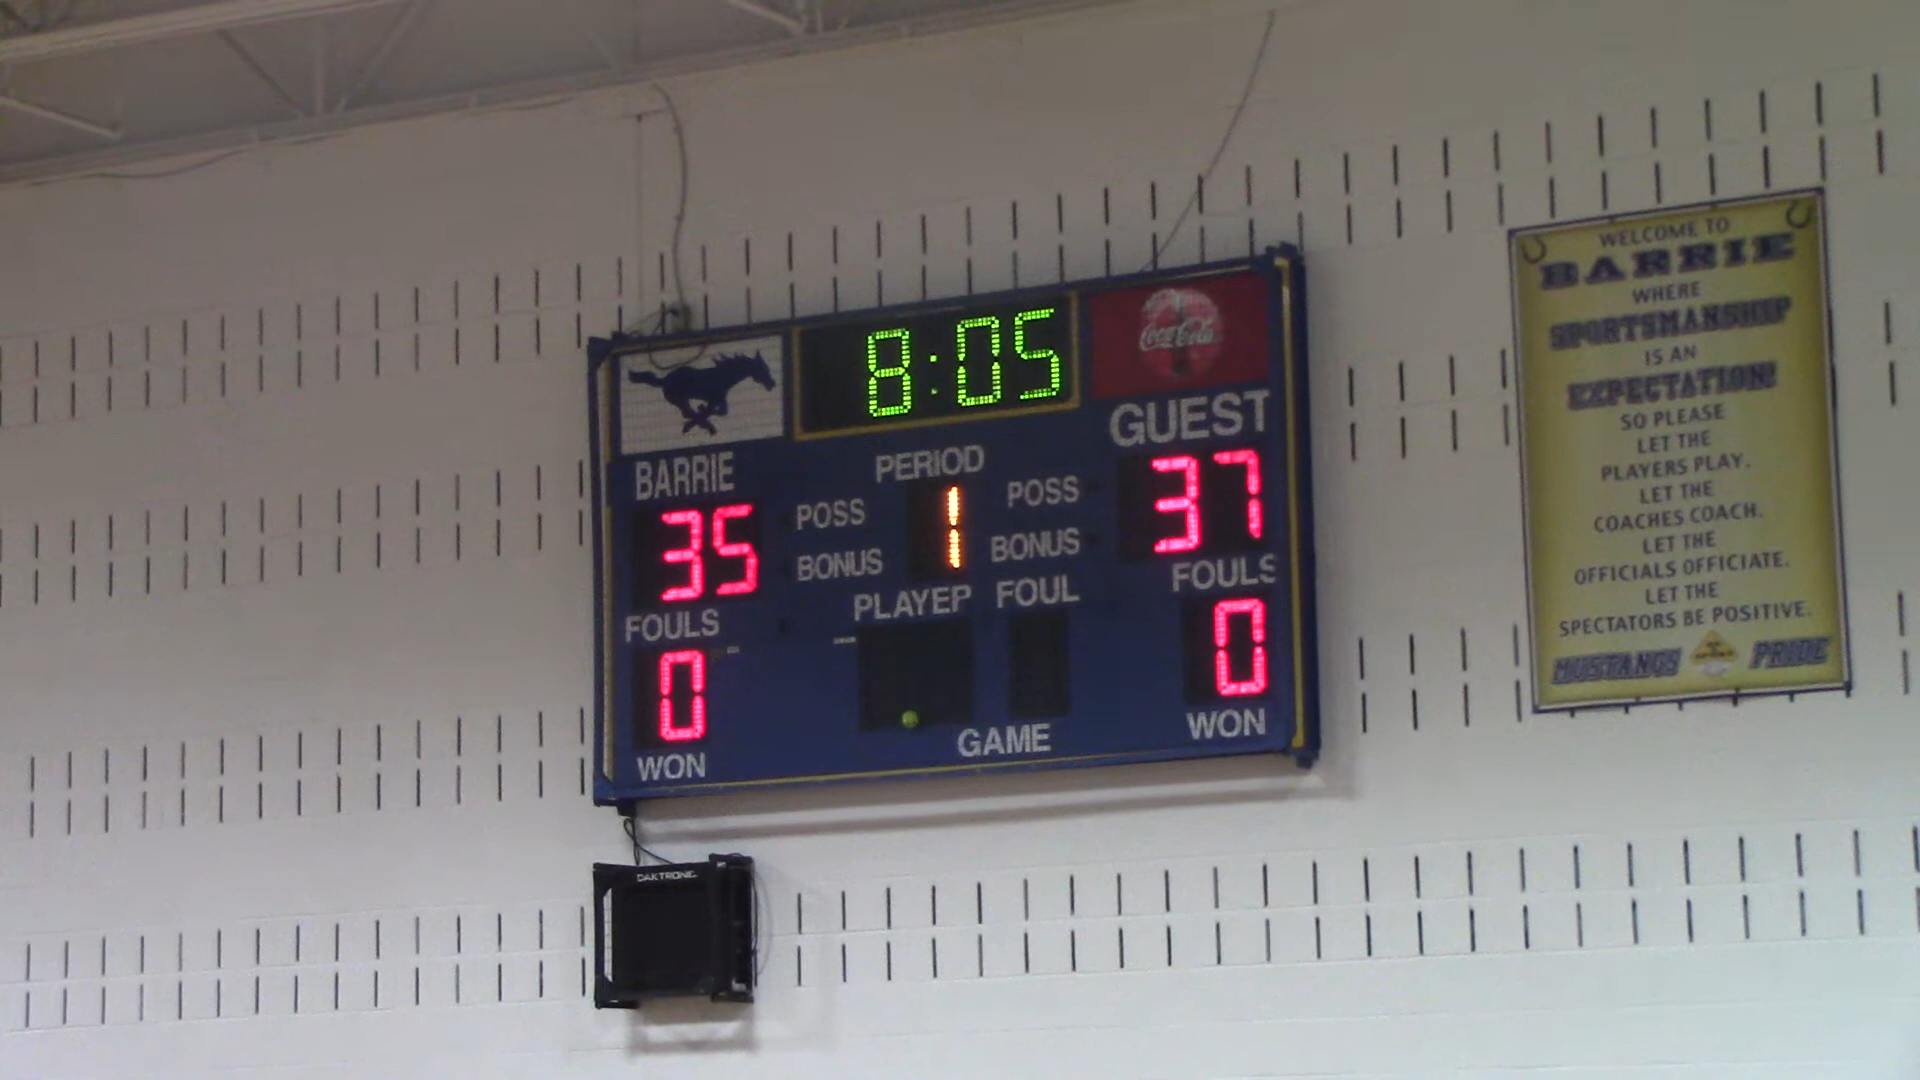 8:05
Coca-Cola
BARRIE
PERIOD
GUEST
35
POSS
1
POSS
37
BONUS
BONUS
FOULS
PLAYER
FOUL
FOULS
0
0
WON
GAME
WON
DAKTRONICS
WELCOME TO
BARRIE
WHERE
SPORTSMANSHIP
IS AN
EXPECTATION!
SO PLEASE
LET THE
PLAYERS PLAY.
LET THE
COACHES COACH.
LET THE
OFFICIALS OFFICIATE.
LET THE
SPECTATORS BE POSITIVE.
MUSTANGS PRIDE